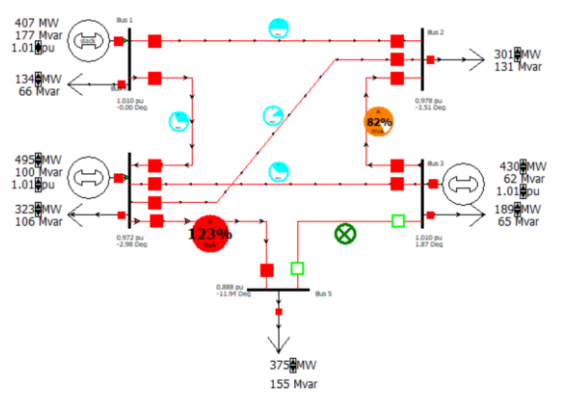 407 MW
177 Mvar
1.01 pu
slack
Bus 1
134 MW
66 Mvar
1.010 pu
-0.00 Deg
Bus 2
301 MW
131 Mvar
0.978 pu
-3.51 Deg
82%
MVA
495 MW
100 Mvar
1.01 pu
323 MW
106 Mvar
0.972 pu
-2.98 Deg
123%
MVA
Bus 3
430 MW
62 Mvar
1.01 pu
189 MW
65 Mvar
1.010 pu
1.87 Deg
0.888 pu
-11.94 Deg
Bus 5
375 MW
155 Mvar